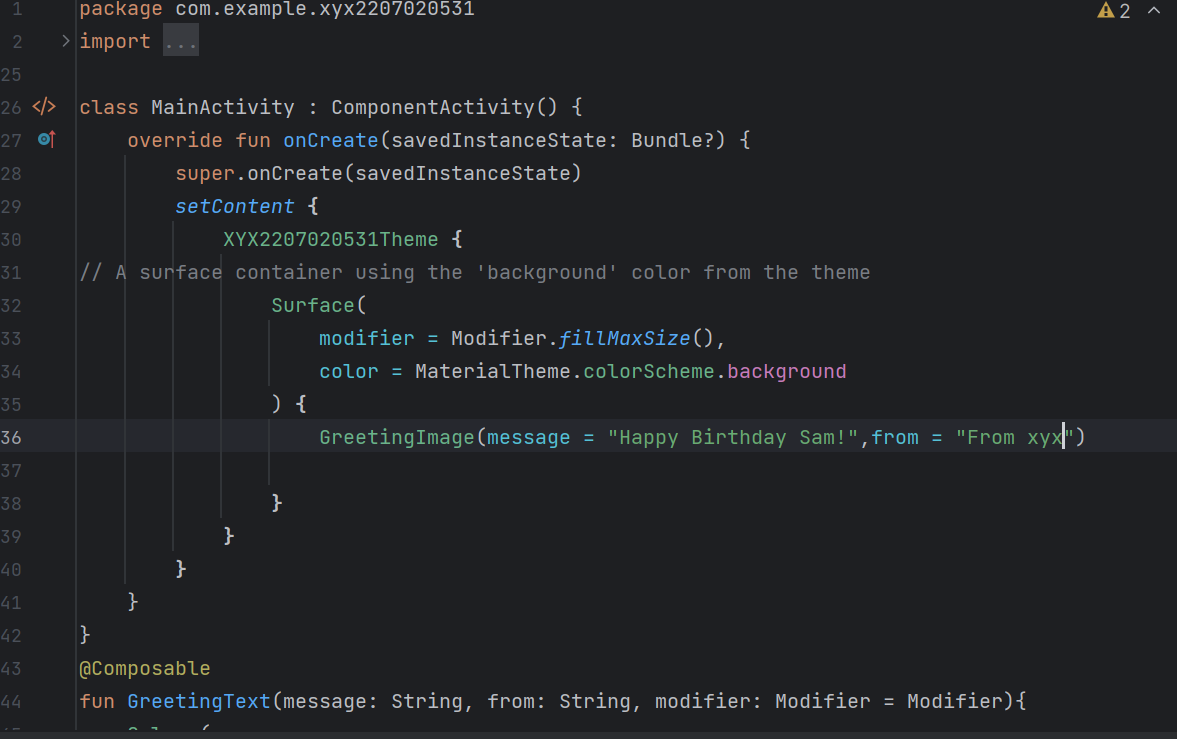 1 package com.example.xyx2207020531
2 import ...
25
26 class MainActivity : ComponentActivity() {
27 override fun onCreate(savedInstanceState: Bundle?) {
28 super.onCreate(savedInstanceState)
29 setContent {
30 XYX2207020531Theme {
31 // A surface container using the 'background' color from the theme
32 Surface(
33 modifier = Modifier.fillMaxSize(),
34 color = MaterialTheme.colorScheme.background
35 ) {
36 GreetingImage(message = "Happy Birthday Sam!",from = "From xyx")
37
38 }
39 }
40 }
41 }
42 }
43 @Composable
44 fun GreetingText(message: String, from: String, modifier: Modifier = Modifier){
2